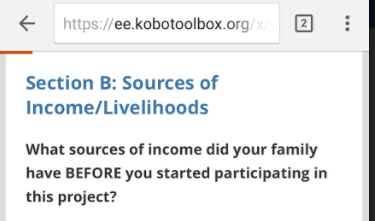 https://ee.kobotoolbox.org/x/
2
Section B: Sources of
Income/Livelihoods
What sources of income did your family
have BEFORE you started participating in
this project?